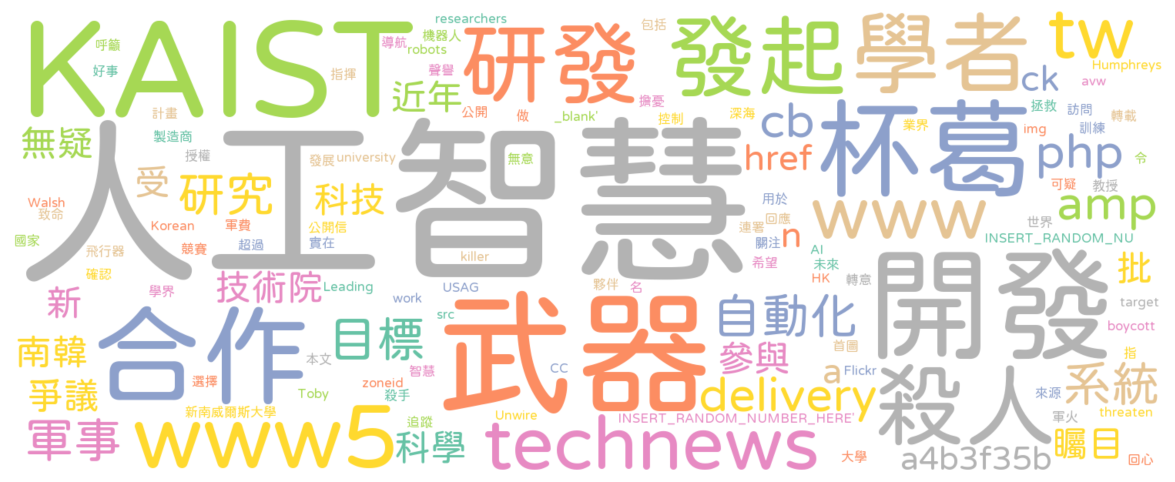 KAIST
呼籲
好事
導航
researchers
機器人
robots
聲譽
研發
包括
發起
學者
tw
Humphreys
avw
指揮
近年
公開
做
_blank'
擔憂
控制
深海
ck
拯救
訪問
轉載
計畫
製造商
無疑
授權
發展
university
無意
cb
杯葛
業界
img
訓練
php
令
href
可疑
教授
人工智慧
受
研究
科技
Walsh
致命
Korean
軍費
公開信
國家
飛行器
競賽
超過
實在
killer
用於
回應
連署
www
amp
世界
n
關注
AI
未來
INSERT_RANDOM_NU
確認
學界
新
技術院
Leading
work
USAG
夥伴
名
希望
HK
轉意
開發
批
target
boycott
合作
目標
src
武器
自動化
南韓
本文
CC
參與
首圖
指
爭議
選擇
Toby
zoneid
殺手
智慧
delivery
a
Flickr
殺人
來源
系統
新南威爾斯大學
追蹤
Unwire
INSERT_RANDOM_NUMBER_HERE'
軍火
threaten
軍事
www5
科學
technews
大學
a4b3f35b
矚目
回心